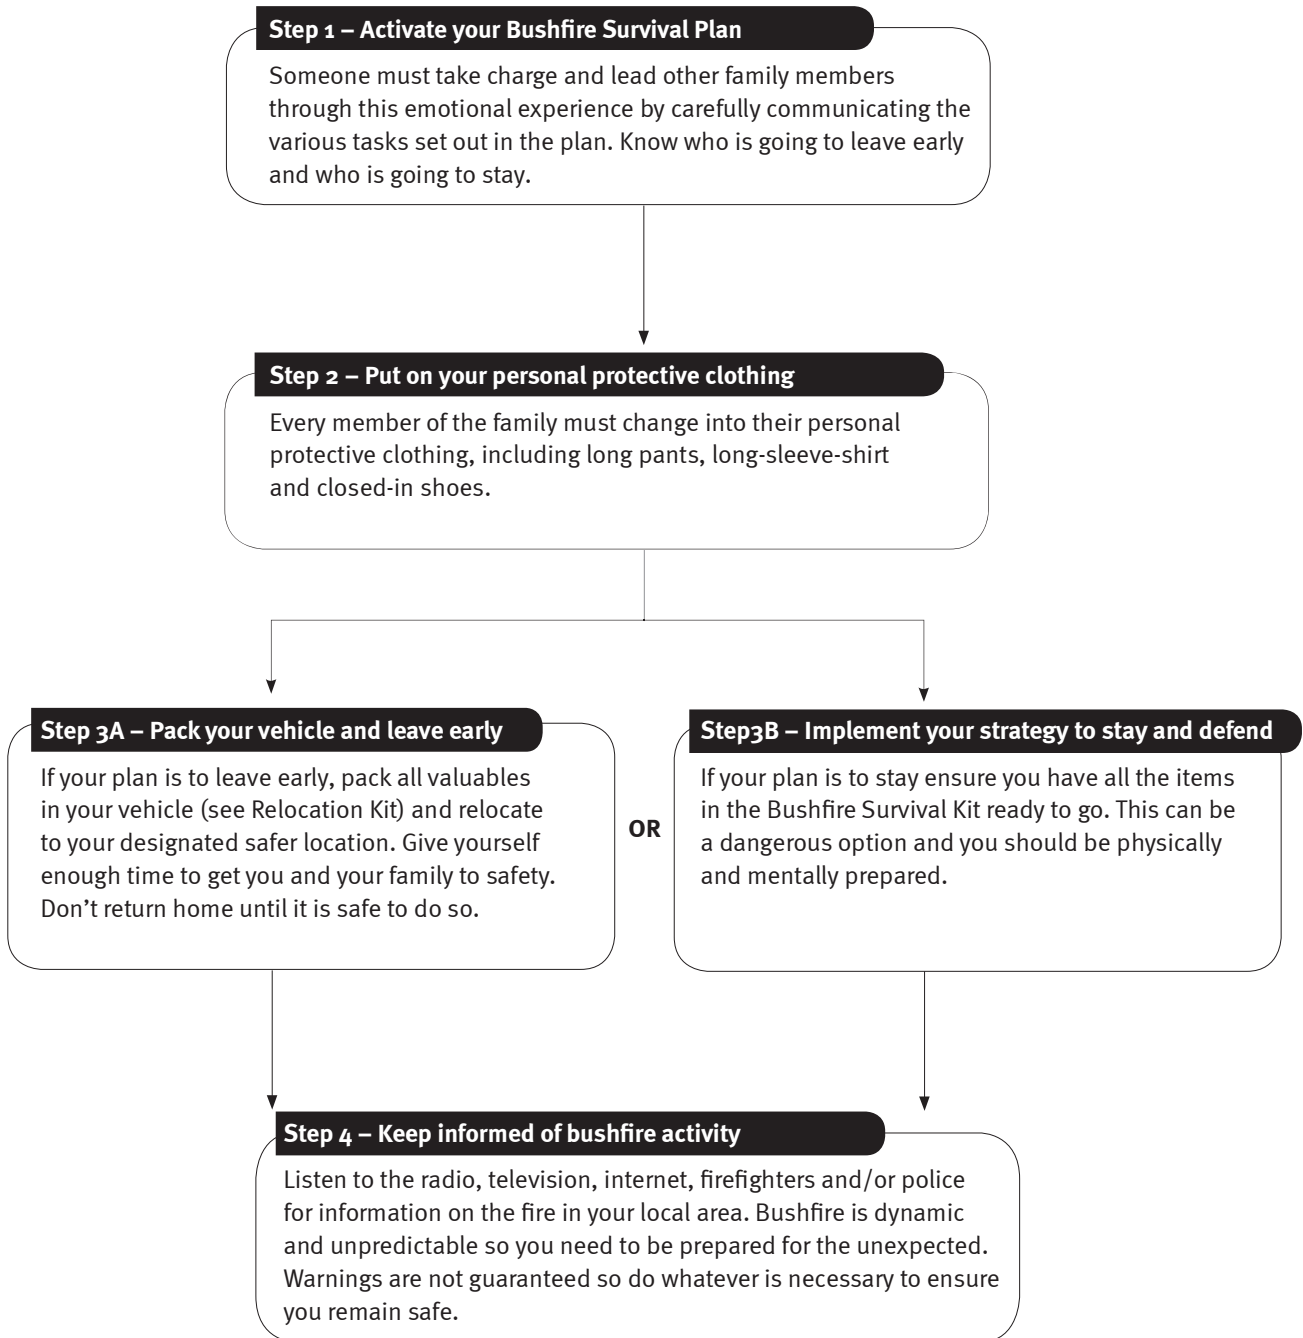 Step 1 – Activate your Bushfire Survival Plan
Someone must take charge and lead other family members
through this emotional experience by carefully communicating the
various tasks set out in the plan. Know who is going to leave early
and who is going to stay.
Step 2 – Put on your personal protective clothing
Every member of the family must change into their personal
protective clothing, including long pants, long-sleeve-shirt
and closed-in shoes.
Step 3A – Pack your vehicle and leave early
If your plan is to leave early, pack all valuables
in your vehicle (see Relocation Kit) and relocate
to your designated safer location. Give yourself
enough time to get you and your family to safety.
Don’t return home until it is safe to do so.
OR
Step3B – Implement your strategy to stay and defend
If your plan is to stay ensure you have all the items
in the Bushfire Survival Kit ready to go. This can be
a dangerous option and you should be physically
and mentally prepared.
Step 4 – Keep informed of bushfire activity
Listen to the radio, television, internet, firefighters and/or police
for information on the fire in your local area. Bushfire is dynamic
and unpredictable so you need to be prepared for the unexpected.
Warnings are not guaranteed so do whatever is necessary to ensure
you remain safe.